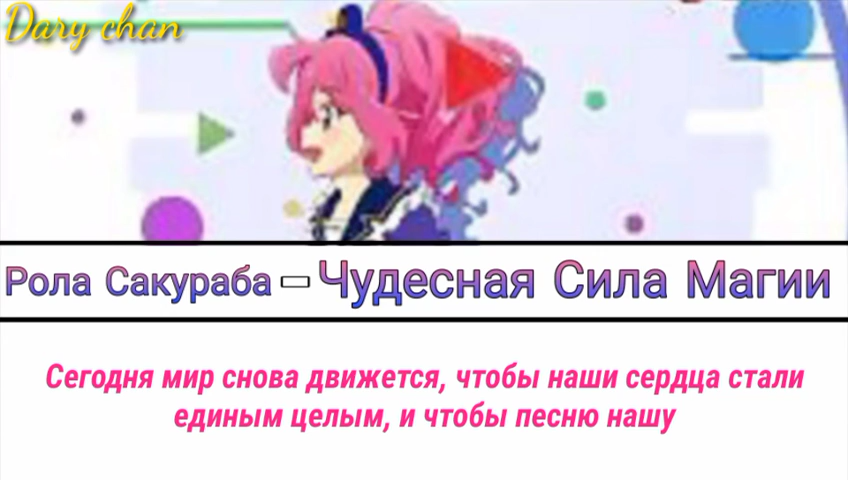 Dary chan
Рола Сакураба – Чудесная Сила Магии
Сегодня мир снова движется, чтобы наши сердца стали
единым целым, и чтобы песню нашу